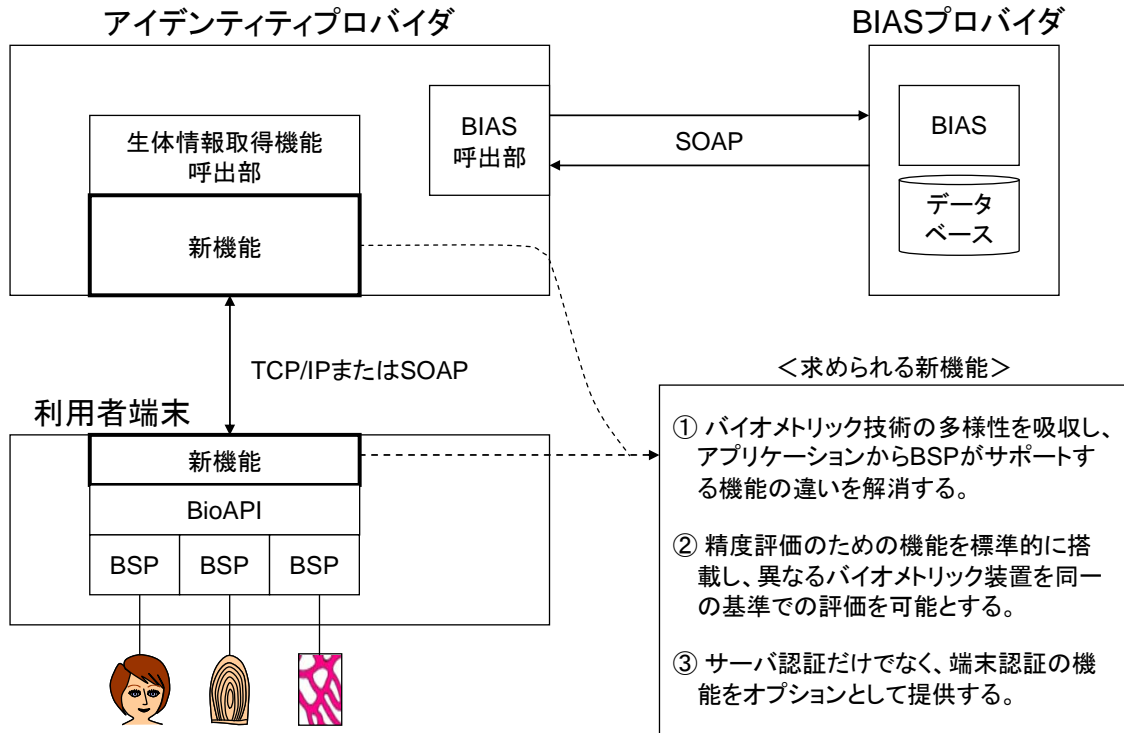 アイデンティティプロバイダ
BIASプロバイダ
生体情報取得機能
呼出部
新機能
BIAS
呼出部
SOAP
BIAS
データ
ベース
TCP/IPまたはSOAP
利用者端末
新機能
BioAPI
BSP
BSP
BSP
＜求められる新機能＞
① バイオメトリック技術の多様性を吸収し、
アプリケーションからBSPがサポートす
る機能の違いを解消する。
② 精度評価のための機能を標準的に搭
載し、異なるバイオメトリック装置を同一
の基準での評価を可能とする。
③ サーバ認証だけでなく、端末認証の機
能をオプションとして提供する。